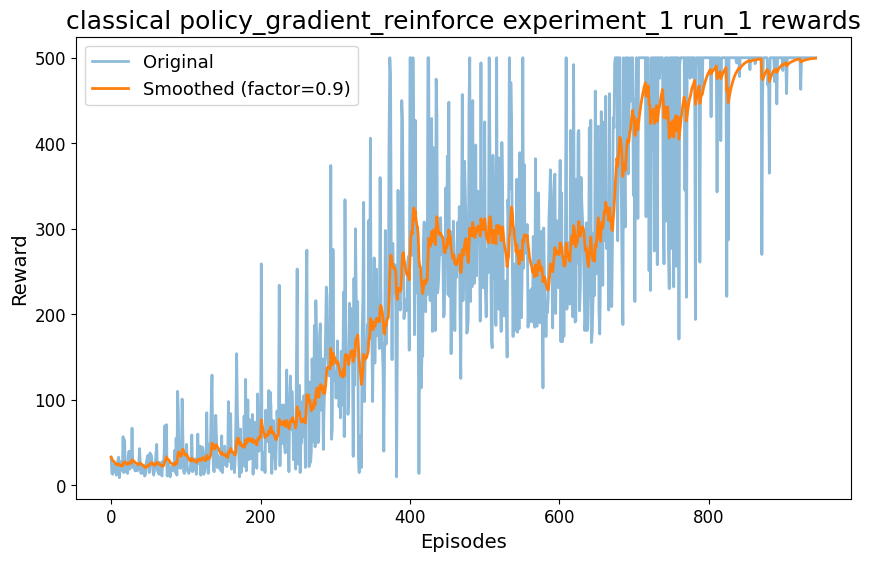 classical policy_gradient_reinforce experiment_1 run_1 rewards
Original
Smoothed (factor=0.9)
Reward
500
400
300
200
100
0
0 200 400 600 800
Episodes